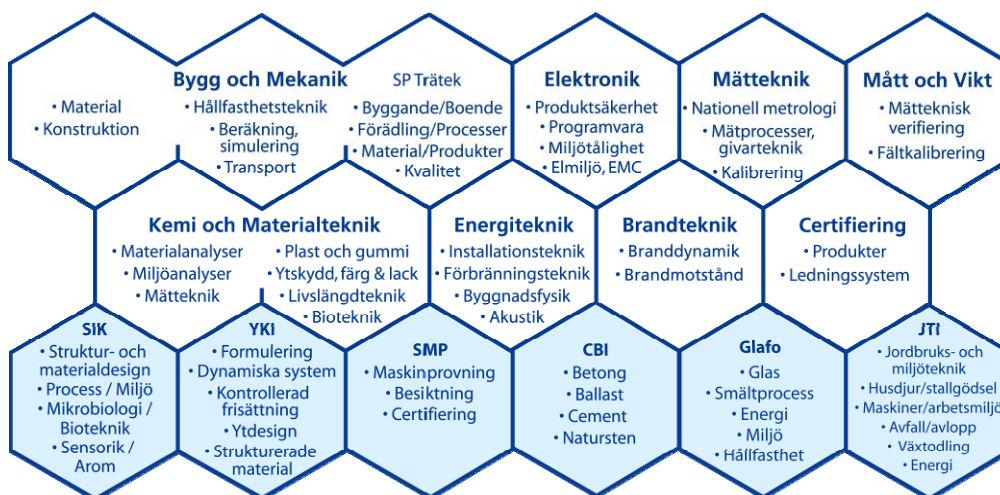 Bygg och Mekanik
• Material
• Konstruktion
• Hållfasthetsteknik
• Beräkning,
simulering
• Transport
SP Trätek
• Byggande/Boende
• Förädling/Processer
• Material/Produkter
• Kvalitet
Elektronik
• Produktsäkerhet
• Programvara
• Miljötålighet
• Elmiljö, EMC
Mätteknik
• Nationell metrologi
• Mätprocesser,
givarteknik
• Kalibrering
Mått och Vikt
• Mätteknisk
verifiering
• Fältkalibrering
Kemi och Materialteknik
• Materialanalyser
• Miljöanalyser
• Mätteknik
• Plast och gummi
• Ytskydd, färg & lack
• Livslängdteknik
• Bioteknik
Energiteknik
• Installationsteknik
• Förbränningsteknik
• Byggnadsfysik
• Akustik
Brandteknik
• Branddynamik
• Brandmotstånd
Certifiering
• Produkter
• Ledningssystem
SIK
• Struktur- och
materialdesign
• Process / Miljö
• Mikrobiologi /
Bioteknik
• Sensorik /
Arom
YKI
• Formulering
• Dynamiska system
• Kontrollerad
frisättning
• Ytdesign
• Strukturerade
material
SMP
• Maskinprovning
• Besiktning
• Certifiering
CBI
• Betong
• Ballast
• Cement
• Natursten
Glafo
• Glas
• Smältprocess
• Energi
• Miljö
• Hållfasthet
JTI
• Jordbruks- och
miljöteknik
• Husdjur/stallgödsel
• Maskiner/arbetsmiljö
• Avfall/avlopp
• Växtodling
• Energi